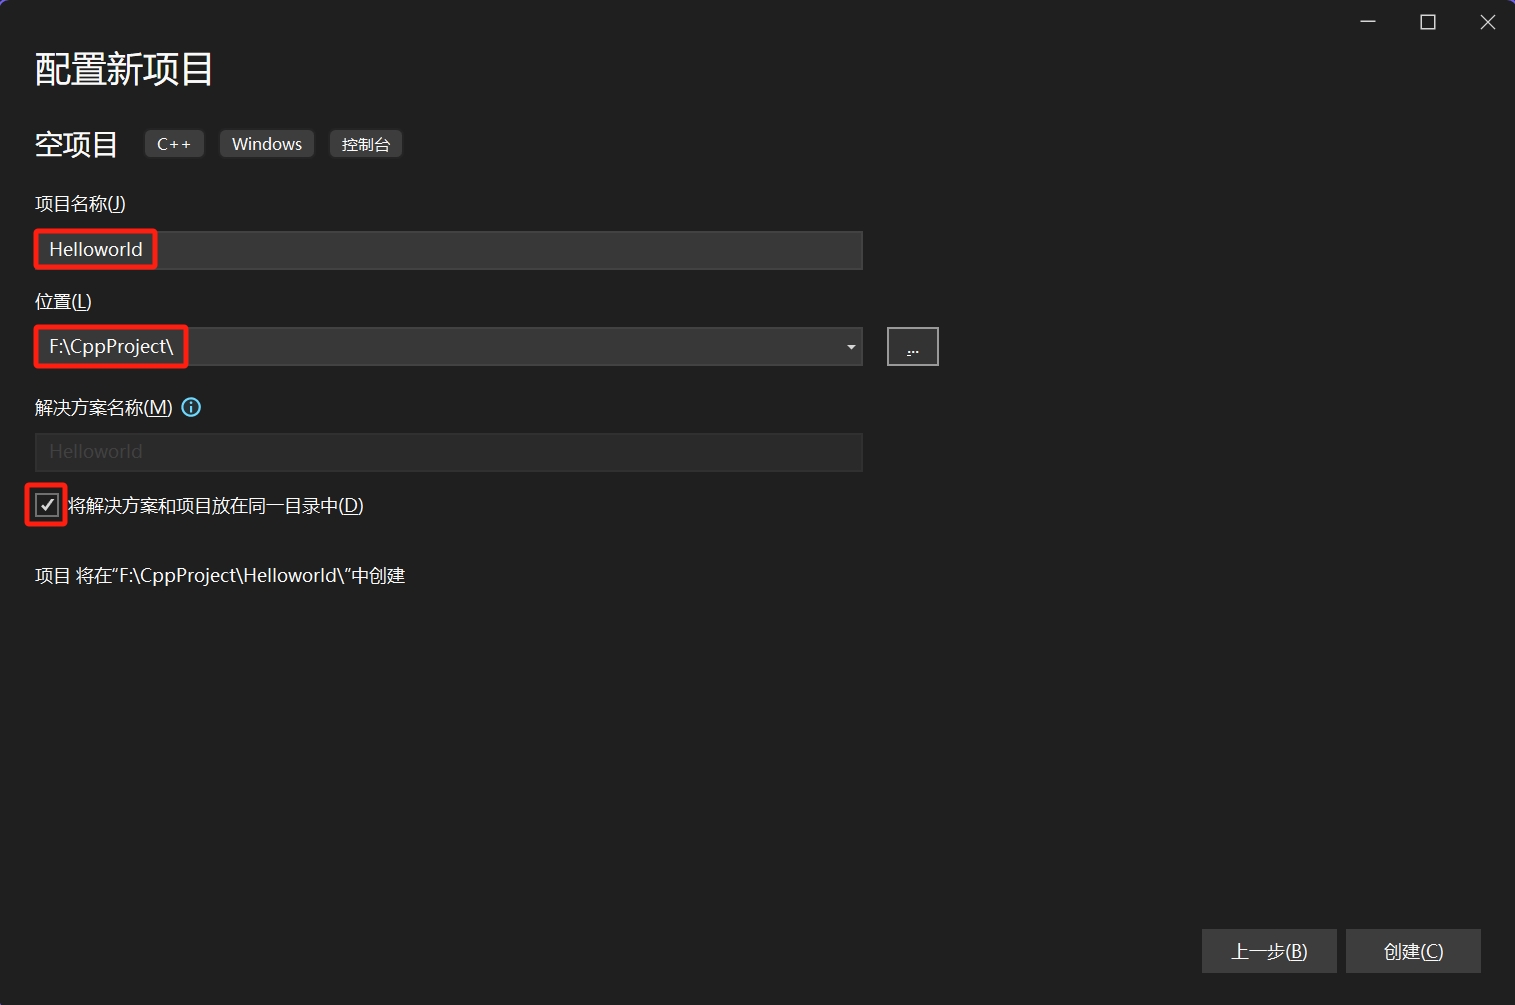 配置新项目
空项目 C++ Windows 控制台
项目名称(J)
Helloworld
位置(L)
F:\CppProject\
...
解决方案名称(M)
Helloworld
将解决方案和项目放在同一目录中(D)
项目 将在“F:\CppProject\Helloworld\”中创建
上一步(B) 创建(C)